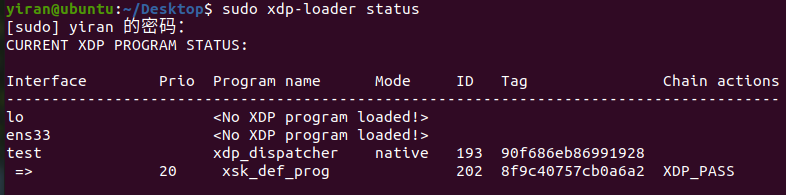 yiran@ubuntu:~/Desktop$ sudo xdp-loader status
[sudo] yiran 的密码：
CURRENT XDP PROGRAM STATUS:
Interface Prio Program name Mode ID Tag Chain actions
--------------------------------------------------------------------------------------
lo <No XDP program loaded!>
ens33 <No XDP program loaded!>
test xdp_dispatcher native 193 90f686eb86991928
=> 20 xsk_def_prog 202 8f9c40757cb0a6a2 XDP_PASS